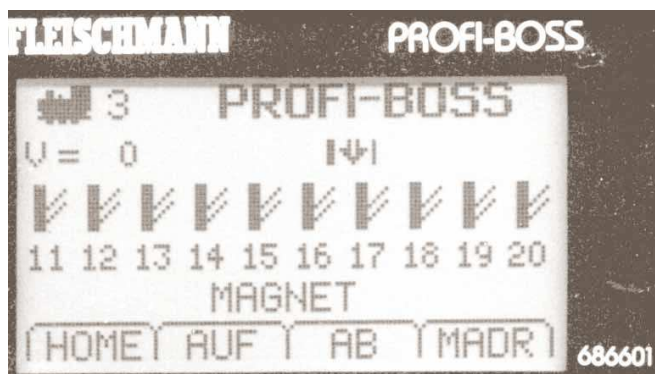 FLEISCHMANN PROFI-BOSS
3 PROFI-BOSS
V = 0
11 12 13 14 15 16 17 18 19 20
MAGNET
HOME AUF AB MADR
686601